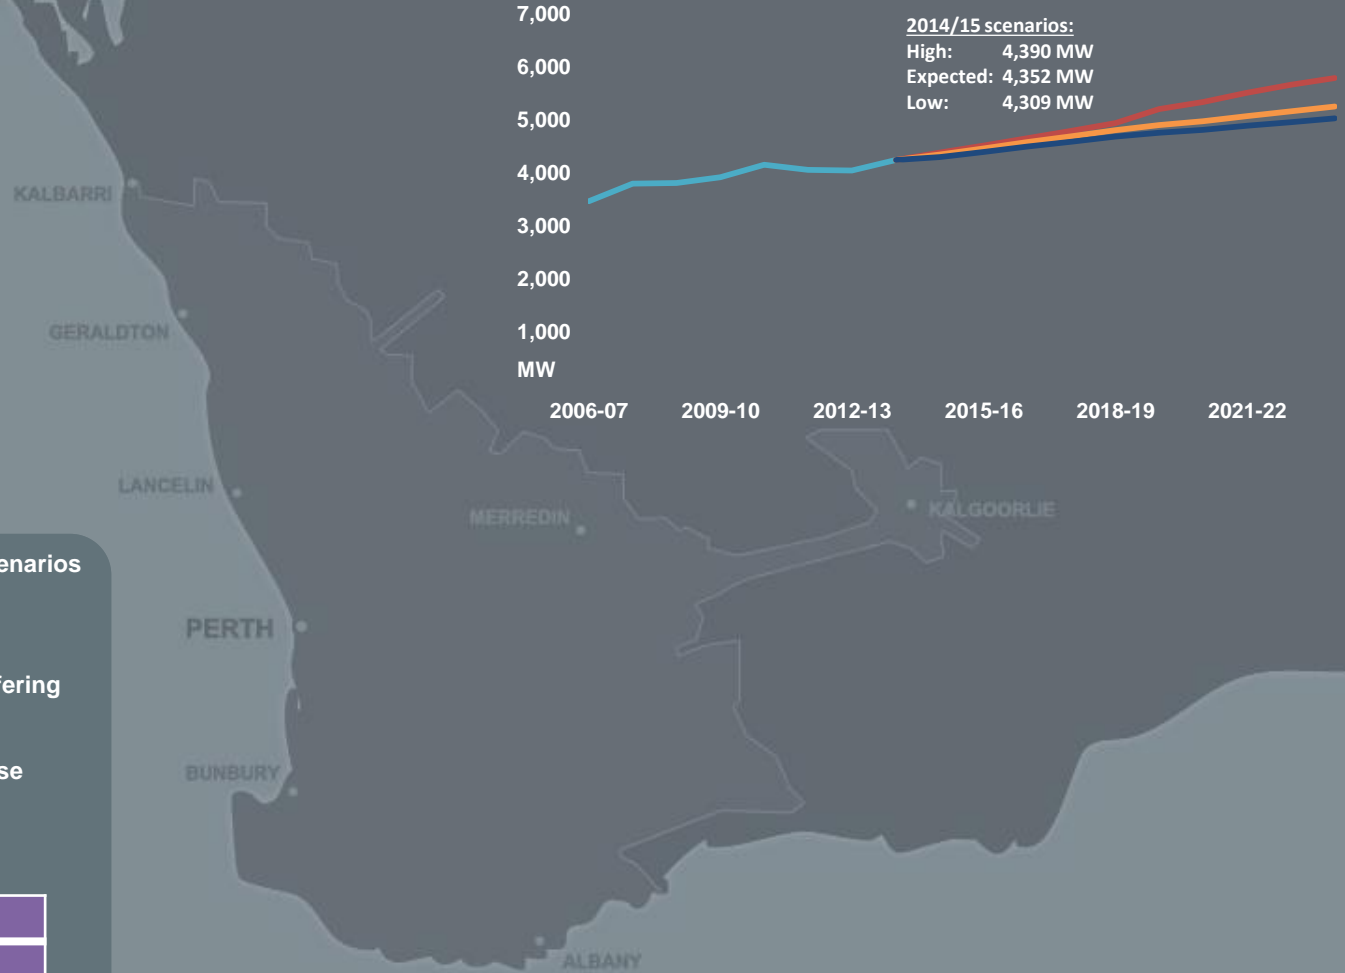 7,000
6,000
5,000
4,000
3,000
2,000
1,000
MW
2006-07 2009-10 2012-13 2015-16 2018-19 2021-22
2014/15 scenarios:
High: 4,390 MW
Expected: 4,352 MW
Low: 4,309 MW
KALBARRI
GERALDTON
LANCELIN
MERREDIN
KALGOORLIE
PERTH
BUNBURY
ALBANY
enarios
fering
se